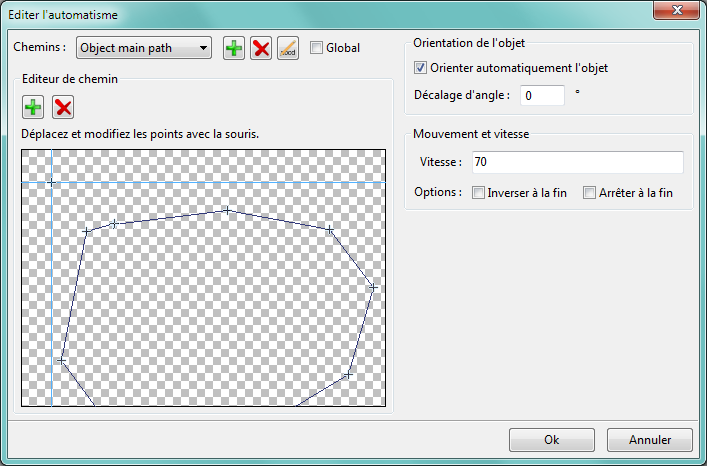 Editer l'automatisme
Chemins :
Object main path
Global
Editeur de chemin
Déplacez et modifiez les points avec la souris.
Orientation de l'objet
Orienter automatiquement l'objet
Décalage d'angle : 0 °
Mouvement et vitesse
Vitesse : 70
Options : Inverser à la fin Arrêter à la fin
Ok
Annuler